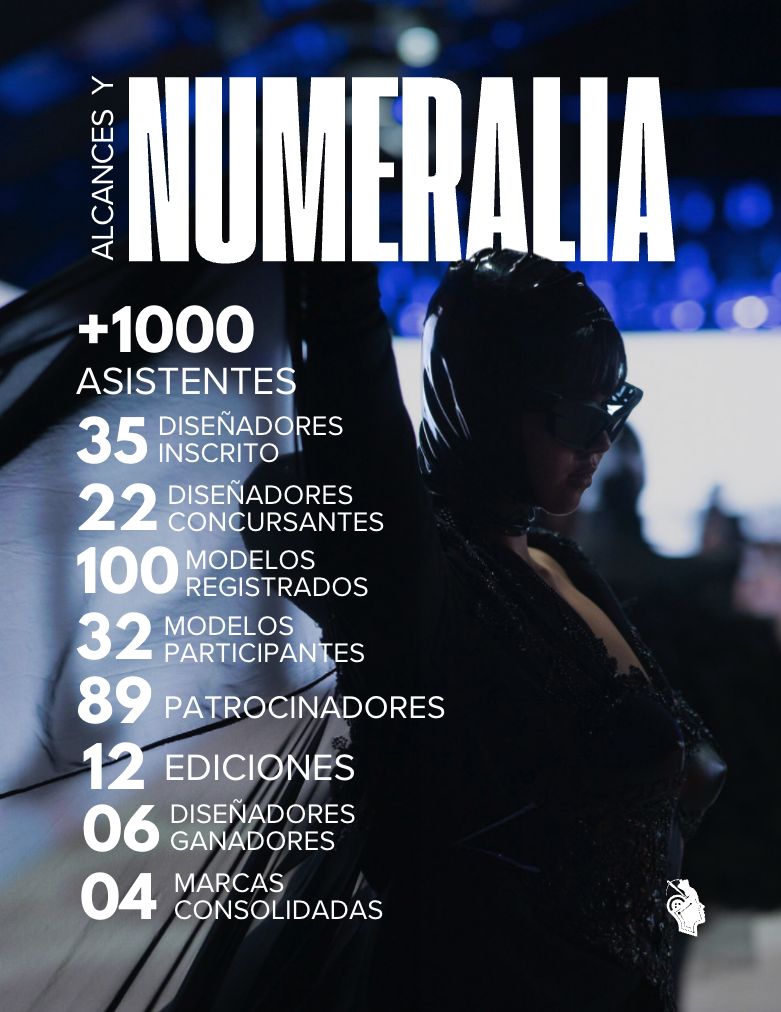 ALCANCES Y
NUMERALIA
+1000
ASISTENTES
35 DISEÑADORES
INSCRITO
22 DISEÑADORES
CONCURSANTES
100 MODELOS
REGISTRADOS
32 MODELOS
PARTICIPANTES
89 PATROCINADORES
12 EDICIONES
06 DISEÑADORES
GANADORES
04 MARCAS
CONSOLIDADAS